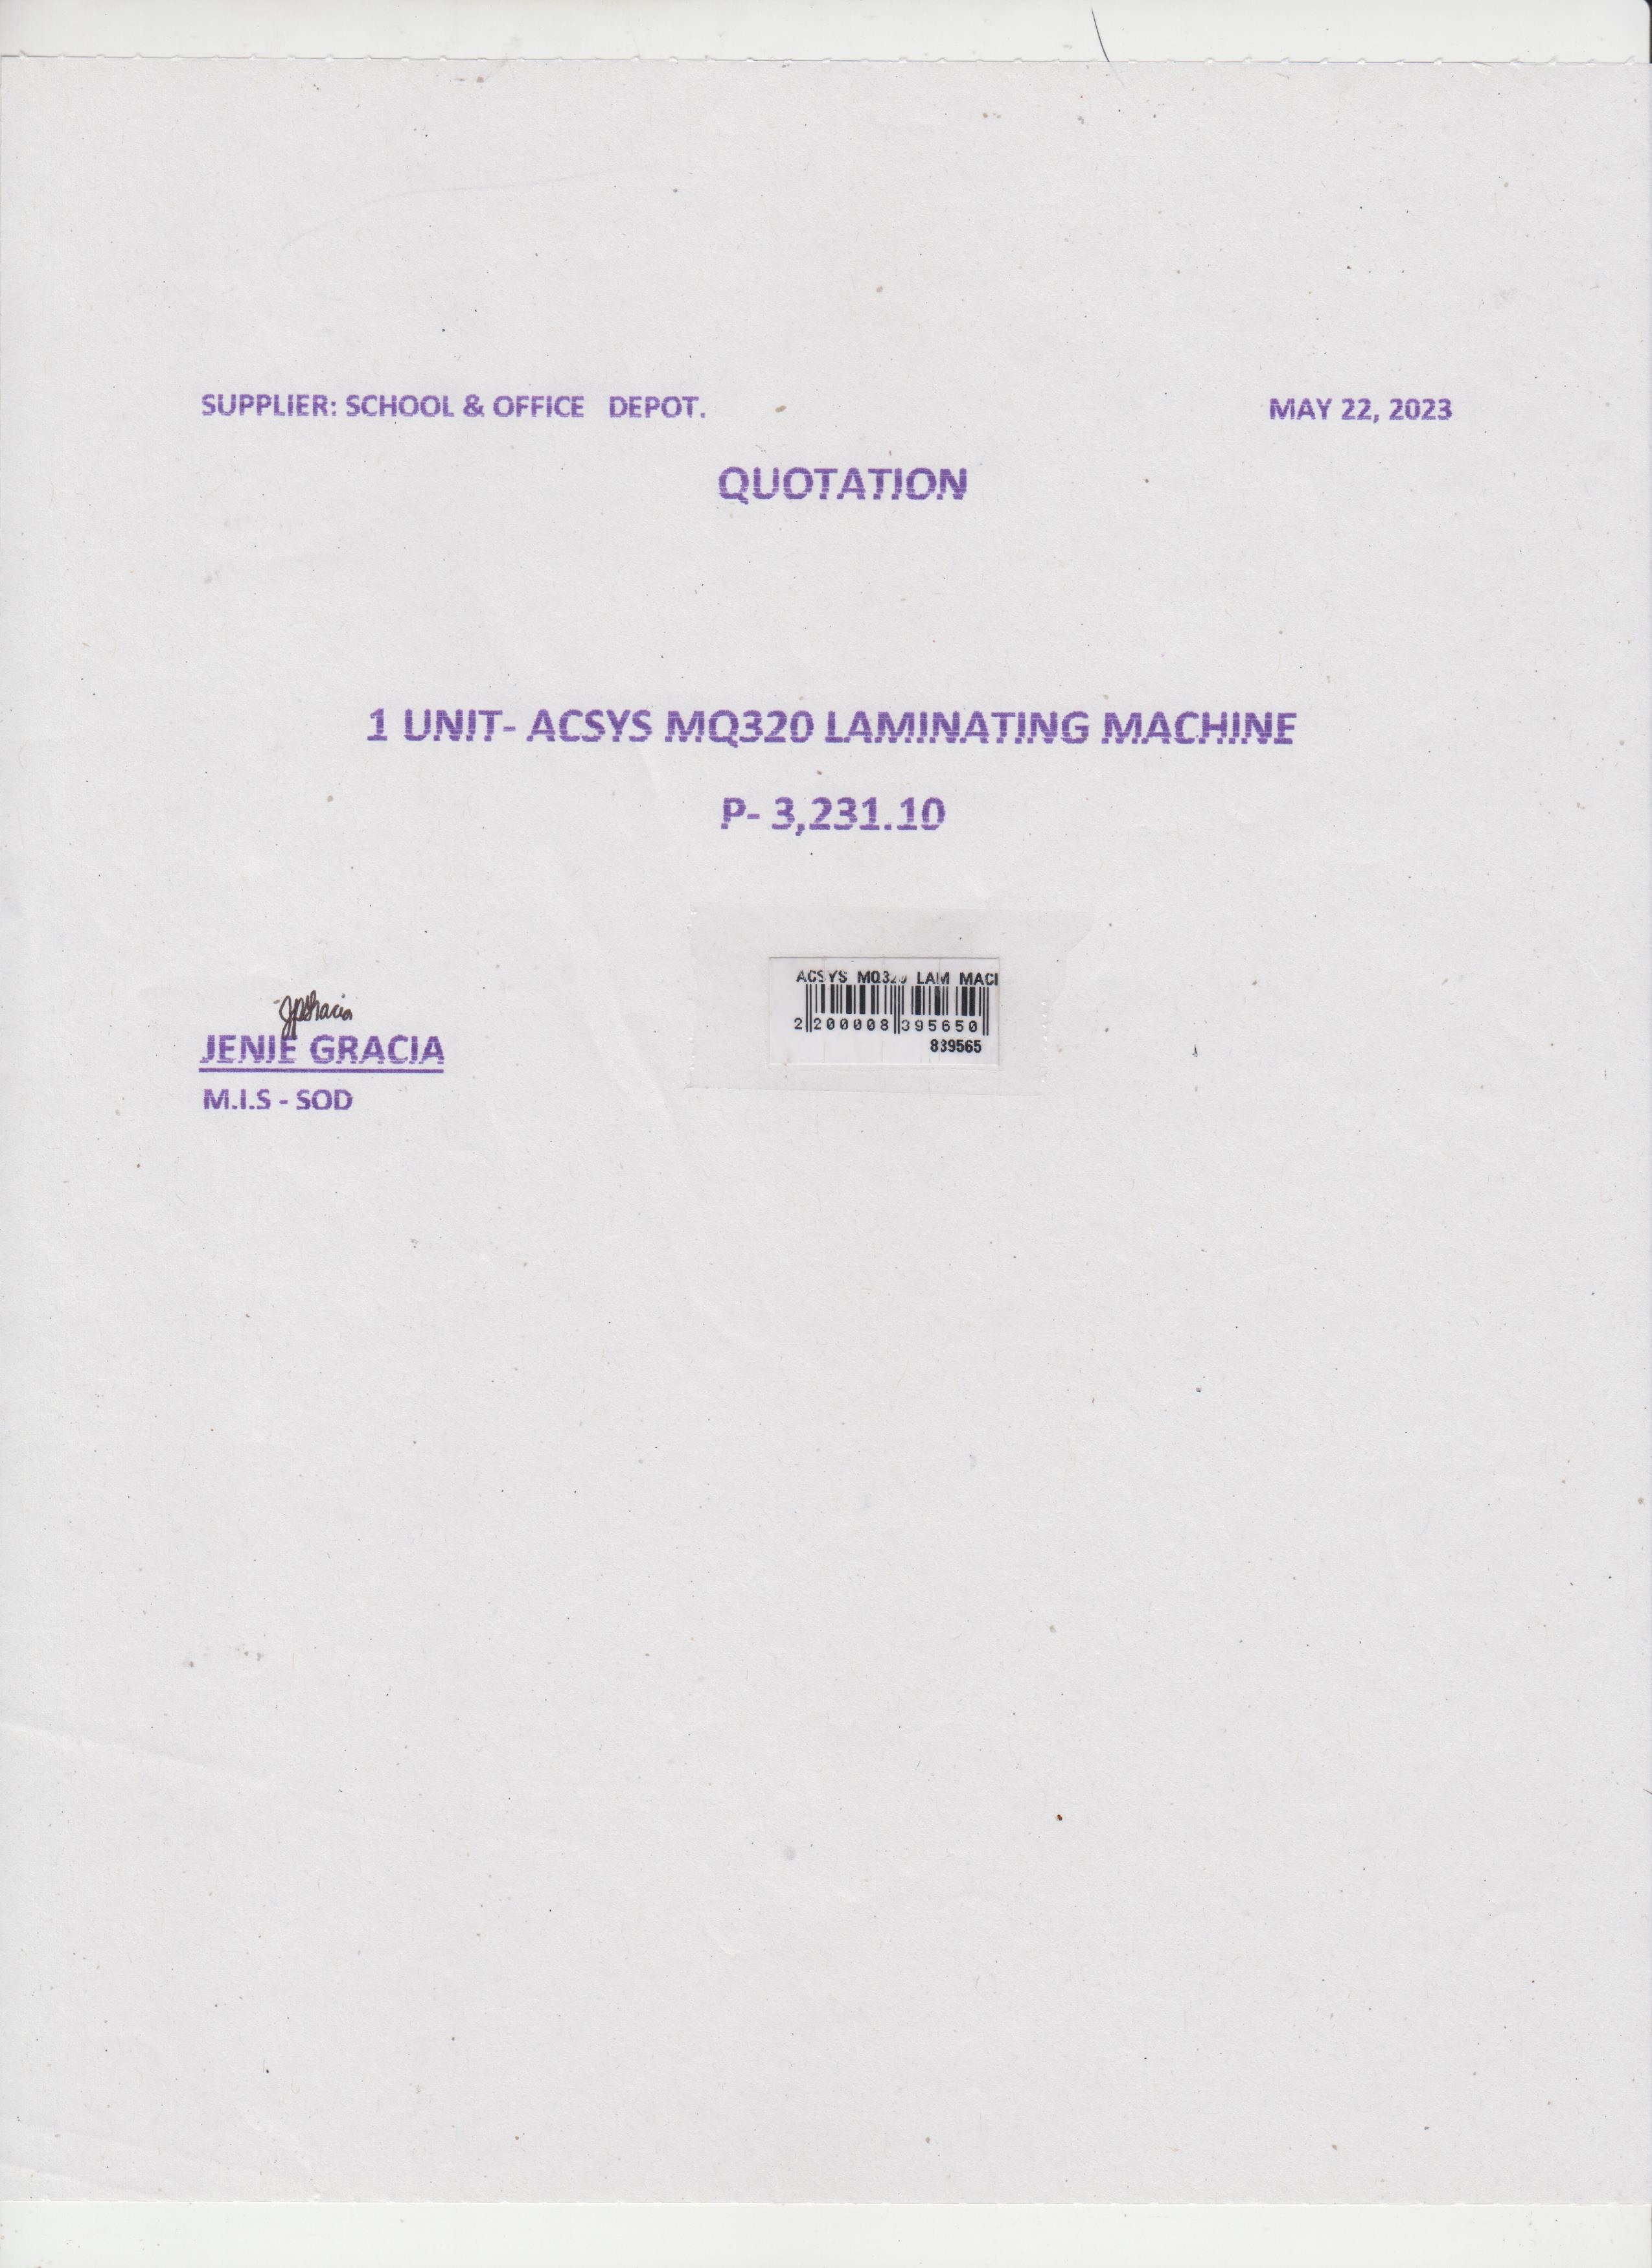 SUPPLIER: SCHOOL & OFFICE DEPOT. MAY 22, 2023
QUOTATION
1 UNIT- ACSYS MQ320 LAMINATING MACHINE
P- 3,231.10
ACSYS MQ320 LAM MACI
2 200008 395650
839565
JPGracia
JENIE GRACIA
M.I.S - SOD